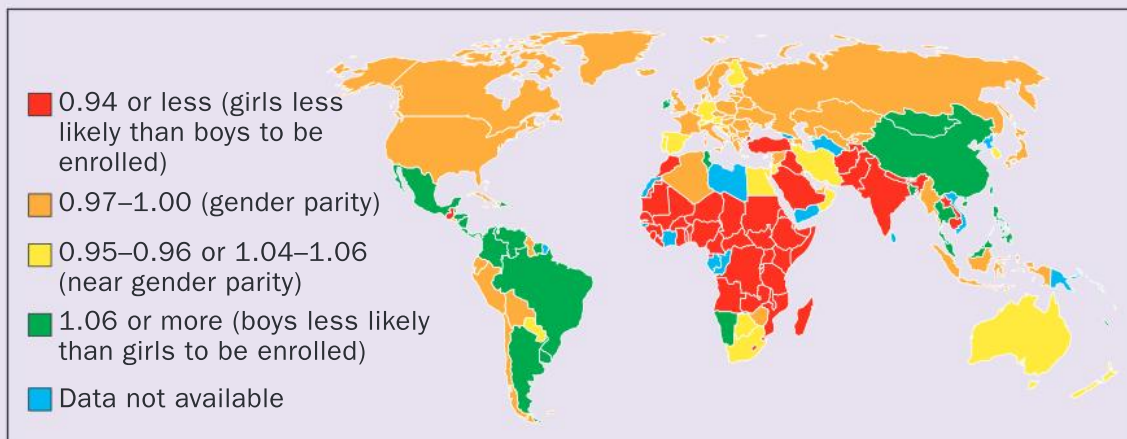 0.94 or less (girls less
likely than boys to be
enrolled)
0.97–1.00 (gender parity)
0.95–0.96 or 1.04–1.06
(near gender parity)
1.06 or more (boys less likely
than girls to be enrolled)
Data not available